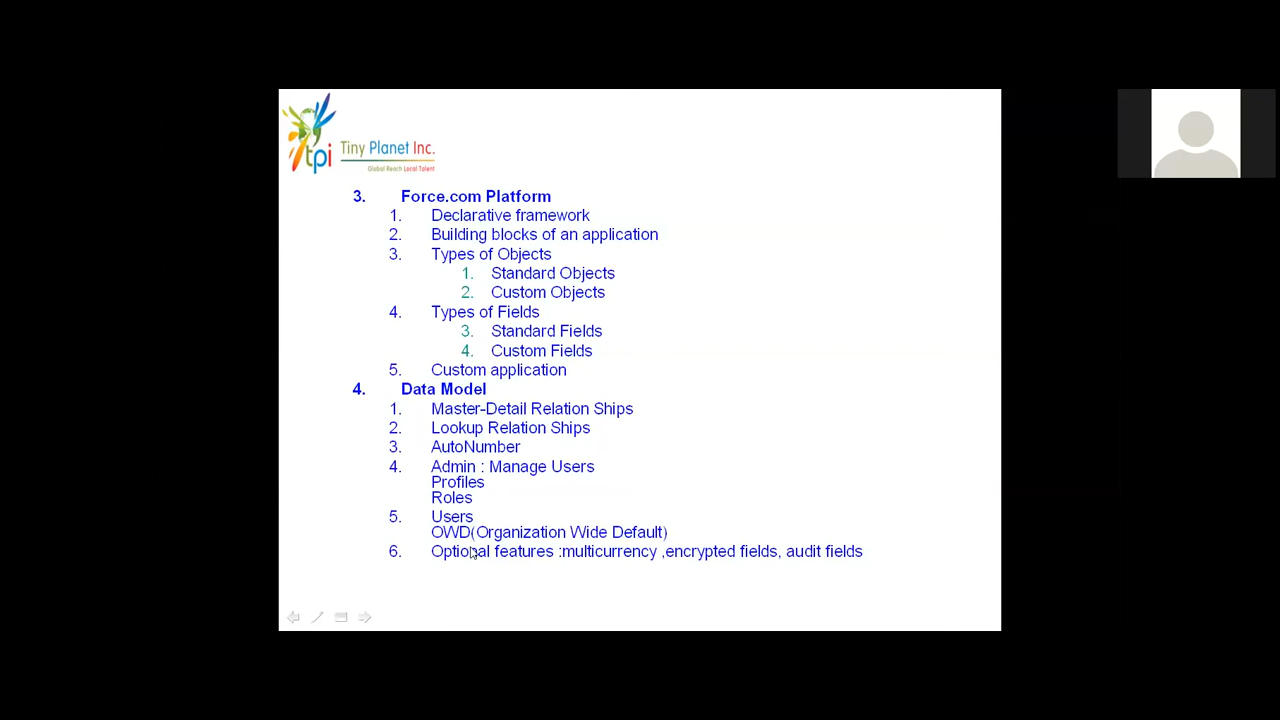 tpi
Tiny Planet Inc.
Global Reach Local Talent
3. Force.com Platform
1. Declarative framework
2. Building blocks of an application
3. Types of Objects
1. Standard Objects
2. Custom Objects
4. Types of Fields
3. Standard Fields
4. Custom Fields
5. Custom application
4. Data Model
1. Master-Detail Relation Ships
2. Lookup Relation Ships
3. AutoNumber
4. Admin : Manage Users
Profiles
Roles
5. Users
OWD(Organization Wide Default)
6. Optional features :multicurrency ,encrypted fields, audit fields